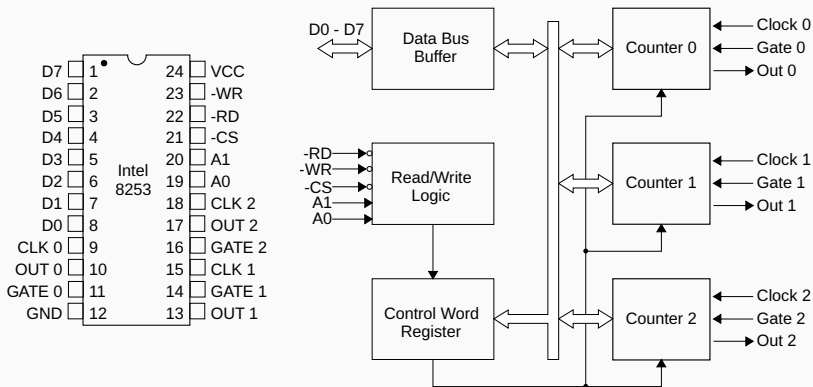 D7 1 24 VCC
D6 2 23 -WR
D5 3 22 -RD
D4 4 21 -CS
D3 5 20 A1
D2 6 19 A0
D1 7 18 CLK 2
D0 8 17 OUT 2
CLK 0 9 16 GATE 2
OUT 0 10 15 CLK 1
GATE 0 11 14 GATE 1
GND 12 13 OUT 1
Intel
8253
D0 - D7
Data Bus
Buffer
-RD
-WR
-CS
A1
A0
Read/Write
Logic
Control Word
Register
Counter 0
Clock 0
Gate 0
Out 0
Counter 1
Clock 1
Gate 1
Out 1
Counter 2
Clock 2
Gate 2
Out 2